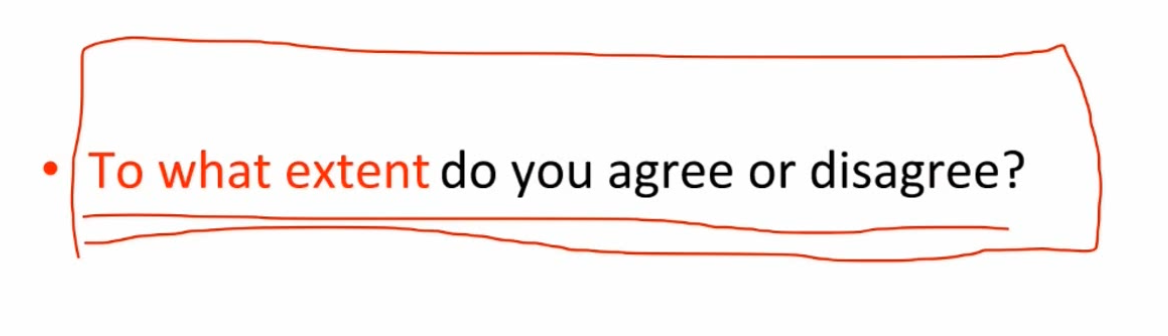 • To what extent do you agree or disagree?